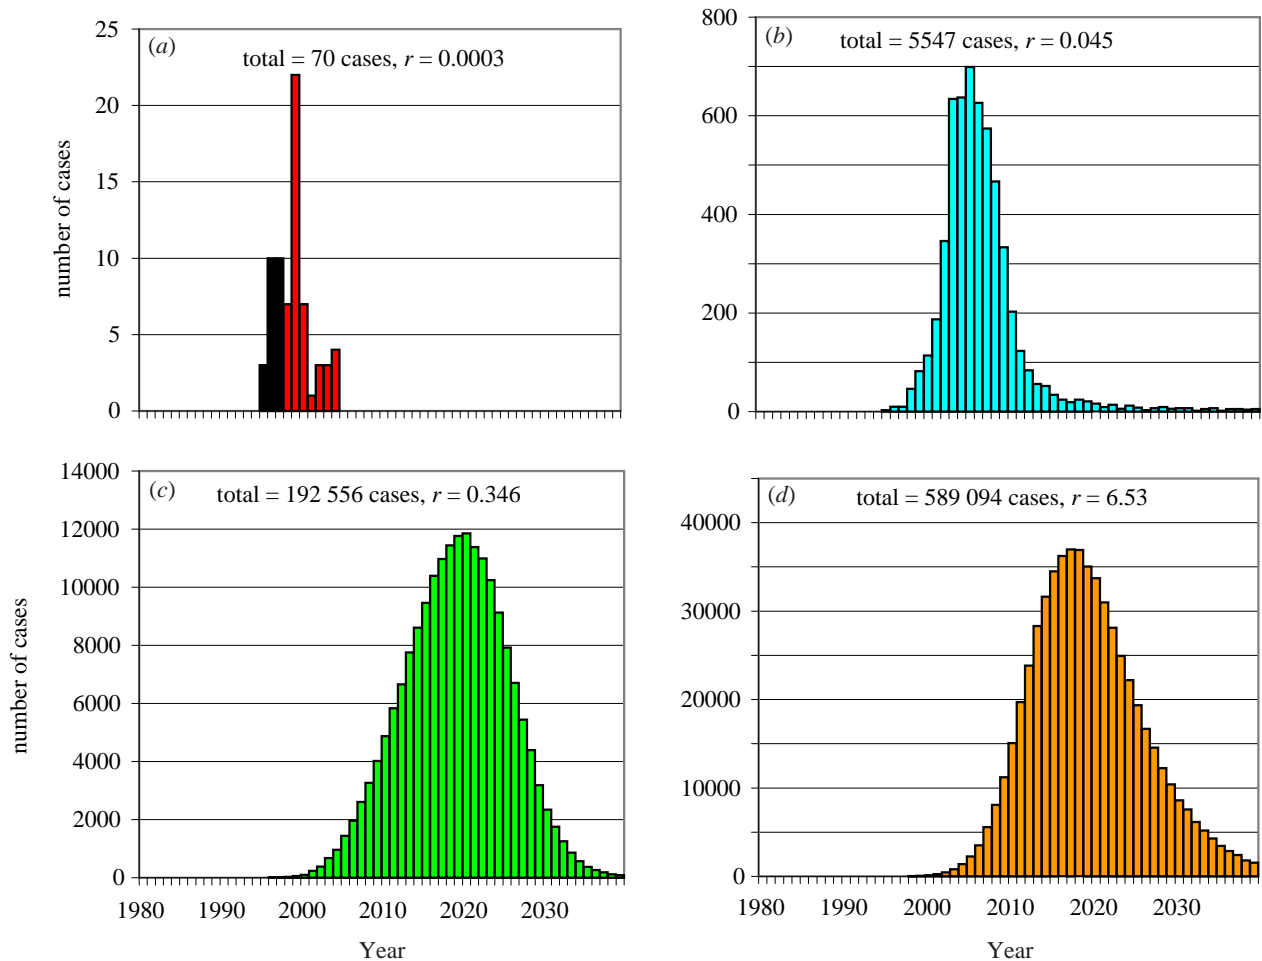 (a)
total = 70 cases, r = 0.0003
25
20
15
10
5
0
number of cases
(b)
total = 5547 cases, r = 0.045
800
600
400
200
0
(c)
total = 192 556 cases, r = 0.346
14000
12000
10000
8000
6000
4000
2000
0
number of cases
1980 1990 2000 2010 2020 2030
Year
(d)
total = 589 094 cases, r = 6.53
40000
30000
20000
10000
0
1980 1990 2000 2010 2020 2030
Year